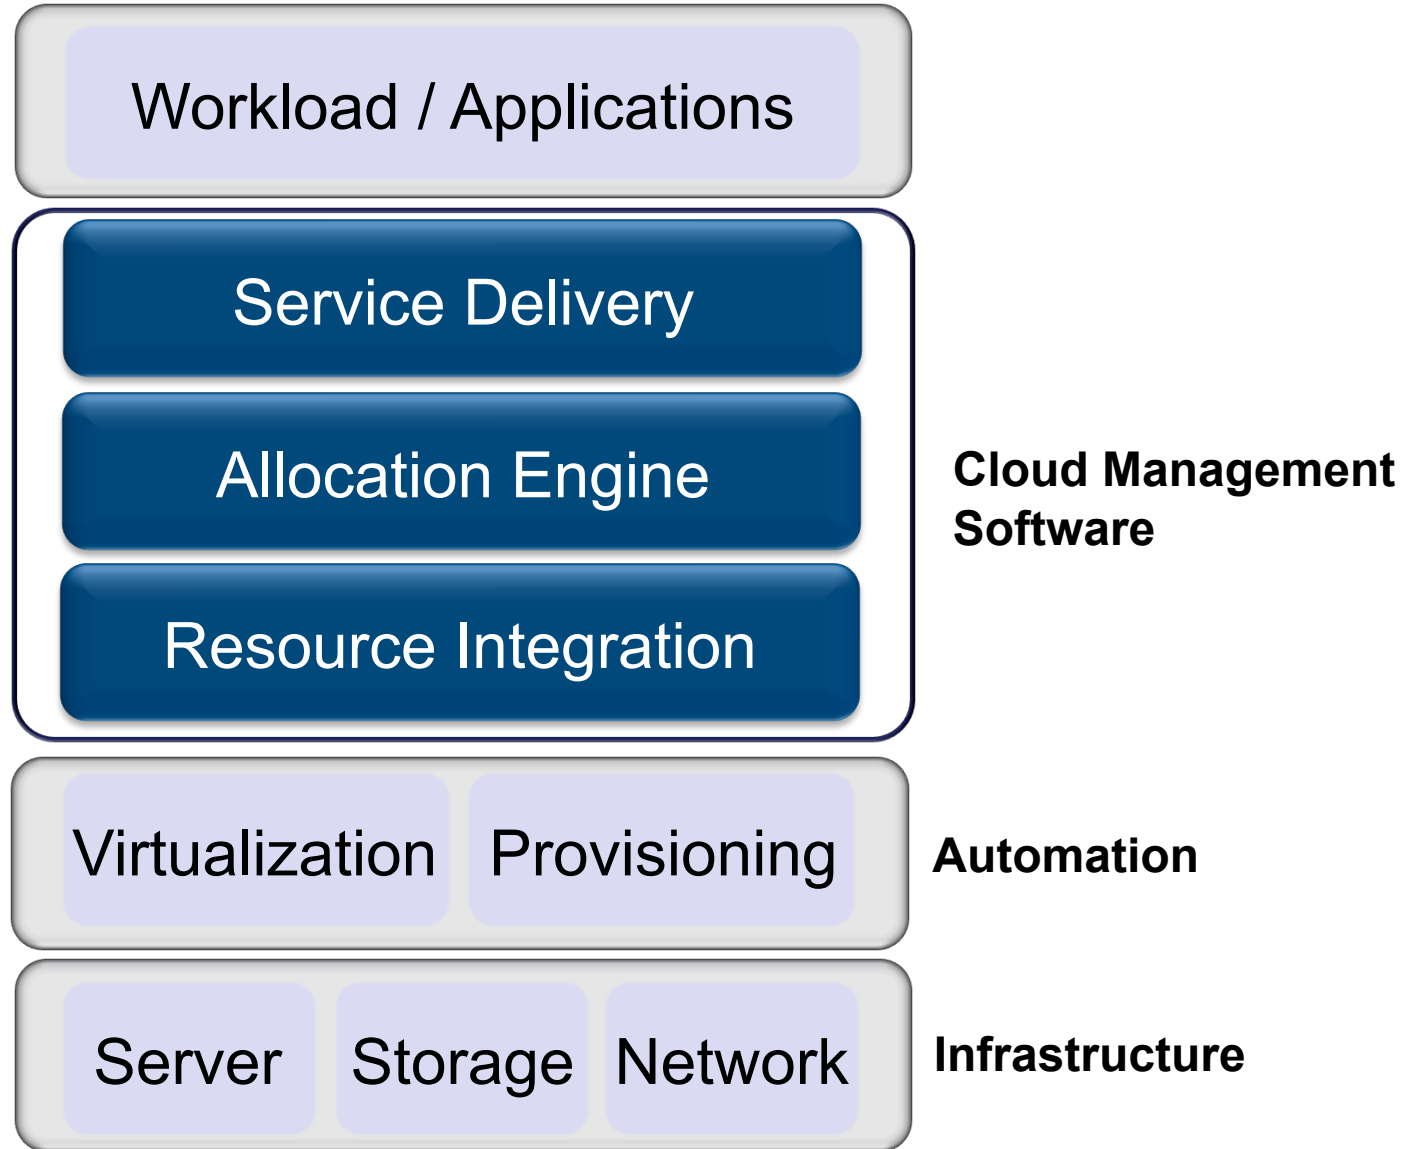 Workload / Applications
Service Delivery
Allocation Engine
Resource Integration
Cloud Management
Software
Virtualization
Provisioning
Automation
Server
Storage
Network
Infrastructure